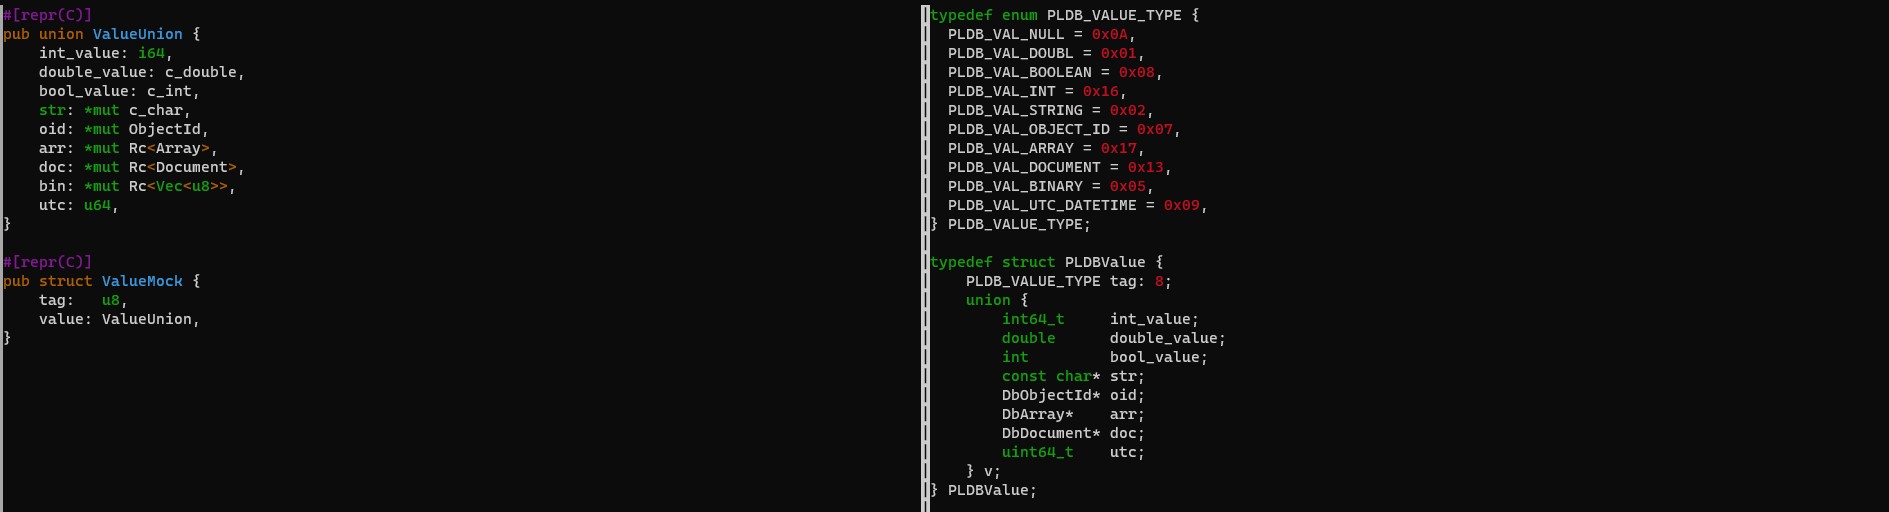 #[repr(C)]
pub union ValueUnion {
    int_value: i64,
    double_value: c_double,
    bool_value: c_int,
    str: *mut c_char,
    oid: *mut ObjectId,
    arr: *mut Rc<Array>,
    doc: *mut Rc<Document>,
    bin: *mut Rc<Vec<u8>>,
    utc: u64,
}

#[repr(C)]
pub struct ValueMock {
    tag:   u8,
    value: ValueUnion,
}

typedef enum PLDB_VALUE_TYPE {
  PLDB_VAL_NULL = 0x0A,
  PLDB_VAL_DOUBL = 0x01,
  PLDB_VAL_BOOLEAN = 0x08,
  PLDB_VAL_INT = 0x16,
  PLDB_VAL_STRING = 0x02,
  PLDB_VAL_OBJECT_ID = 0x07,
  PLDB_VAL_ARRAY = 0x17,
  PLDB_VAL_DOCUMENT = 0x13,
  PLDB_VAL_BINARY = 0x05,
  PLDB_VAL_UTC_DATETIME = 0x09,
} PLDB_VALUE_TYPE;

typedef struct PLDBValue {
    PLDB_VALUE_TYPE tag: 8;
    union {
        int64_t     int_value;
        double      double_value;
        int         bool_value;
        const char* str;
        DbObjectId* oid;
        DbArray*    arr;
        DbDocument* doc;
        uint64_t    utc;
    } v;
} PLDBValue;